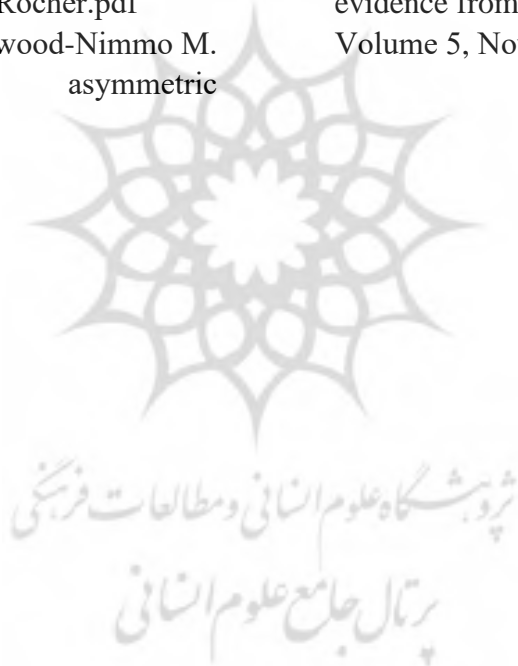 Rocher.pdf
wood-Nimmo M.
asymmetric
evidence from
Volume 5, No
پژوهشگاه علوم انسانی و مطالعات فرهنگی
پرتال جامع علوم انسانی